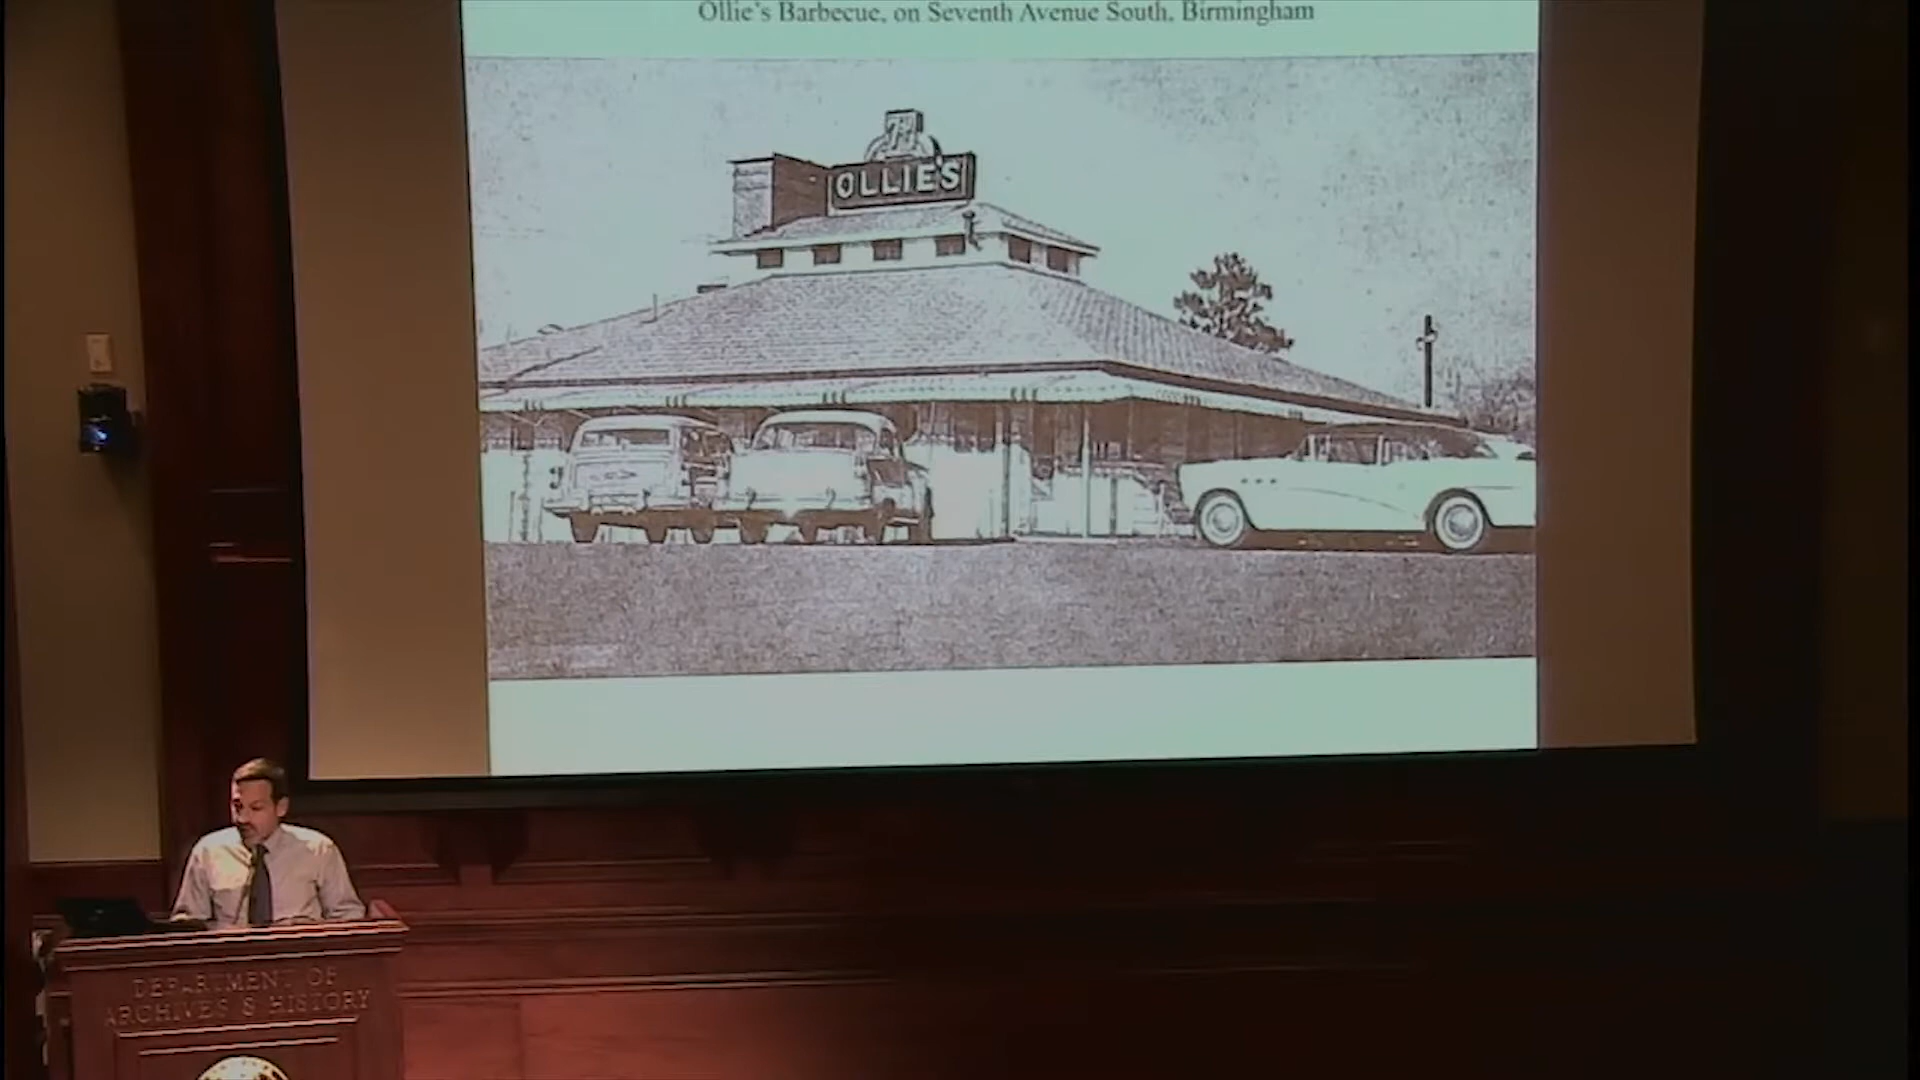 Ollie's Barbecue, on Seventh Avenue South, Birmingham
OLLIE'S
DEPARTMENT OF
ARCHIVES & HISTORY